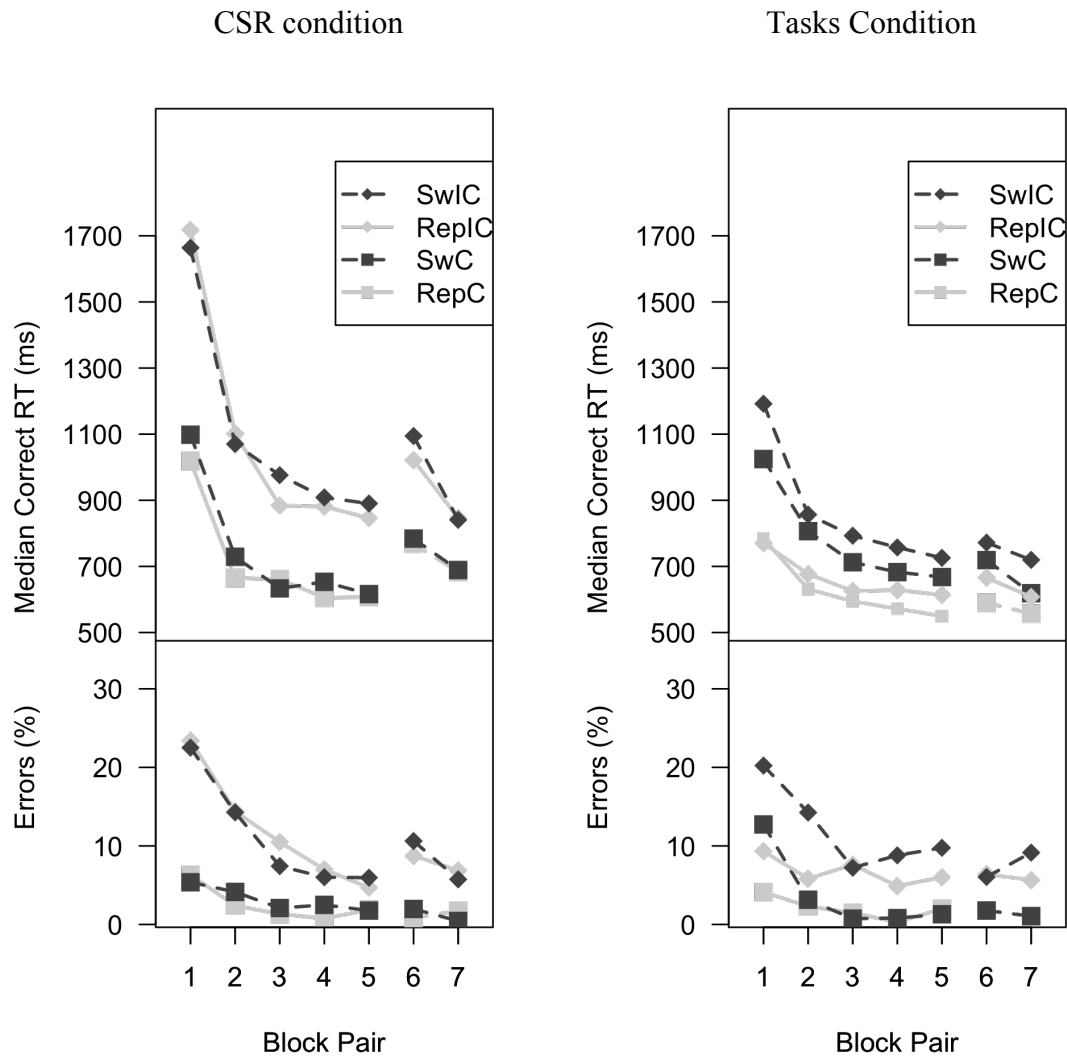 CSR condition
Tasks Condition
SwIC
RepIC
SwC
RepC
1700
1500
1300
1100
900
700
500
Median Correct RT (ms)
30
20
10
0
Errors (%)
1 2 3 4 5 6 7
Block Pair
SwIC
RepIC
SwC
RepC
1700
1500
1300
1100
900
700
500
Median Correct RT (ms)
30
20
10
0
Errors (%)
1 2 3 4 5 6 7
Block Pair